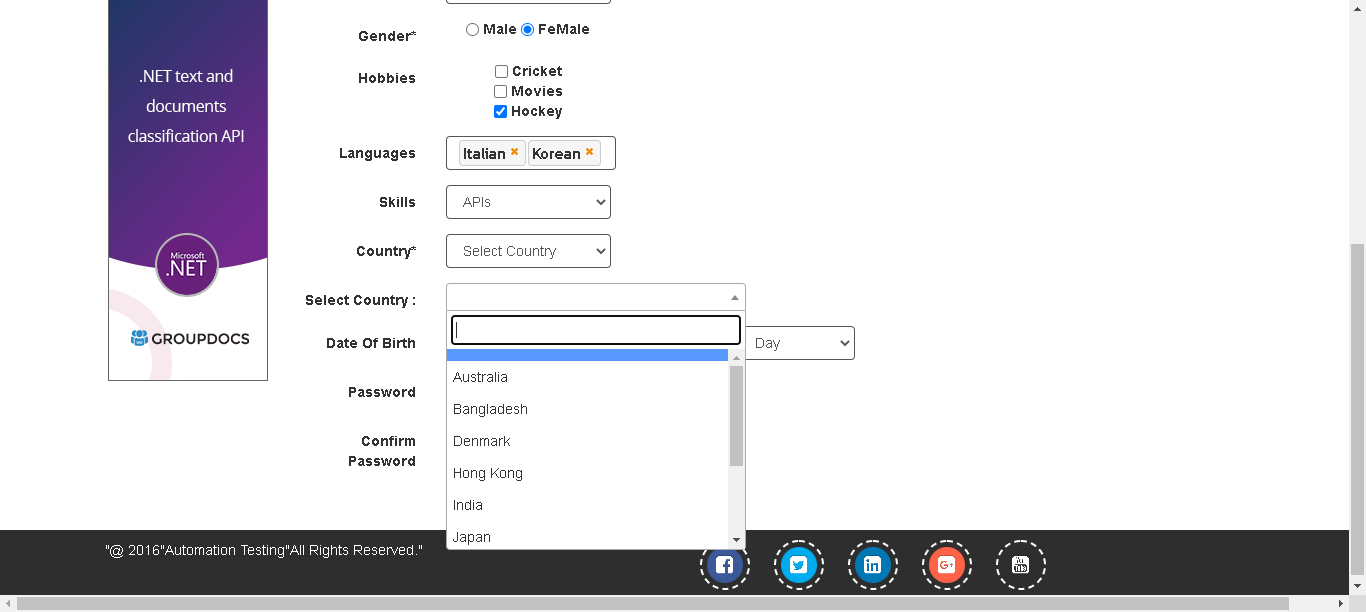 .NET text and
documents
classification API
Microsoft
.NET
GROUPDOCS
Gender*
Male FeMale
Hobbies
Cricket
Movies
Hockey
Languages
Italian Korean
Skills
APIs
Country*
Select Country
Select Country :
Date Of Birth
Day
Password
Confirm
Password
Australia
Bangladesh
Denmark
Hong Kong
India
Japan
"@ 2016"Automation Testing"All Rights Reserved."